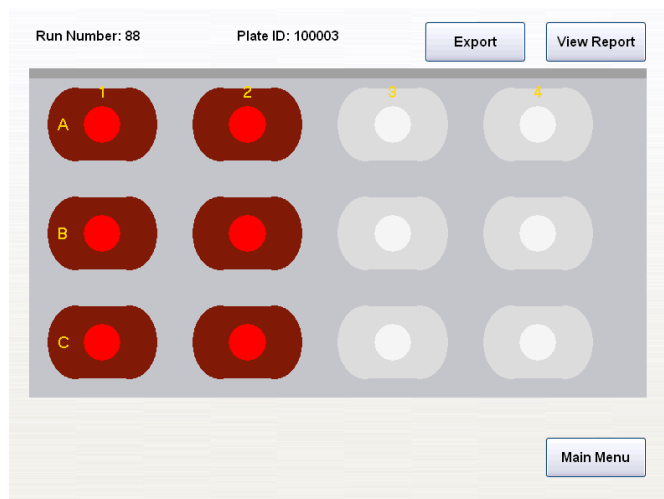 Run Number: 88 Plate ID: 100003 Export View Report
1 2 3 4
A
B
C
Main Menu